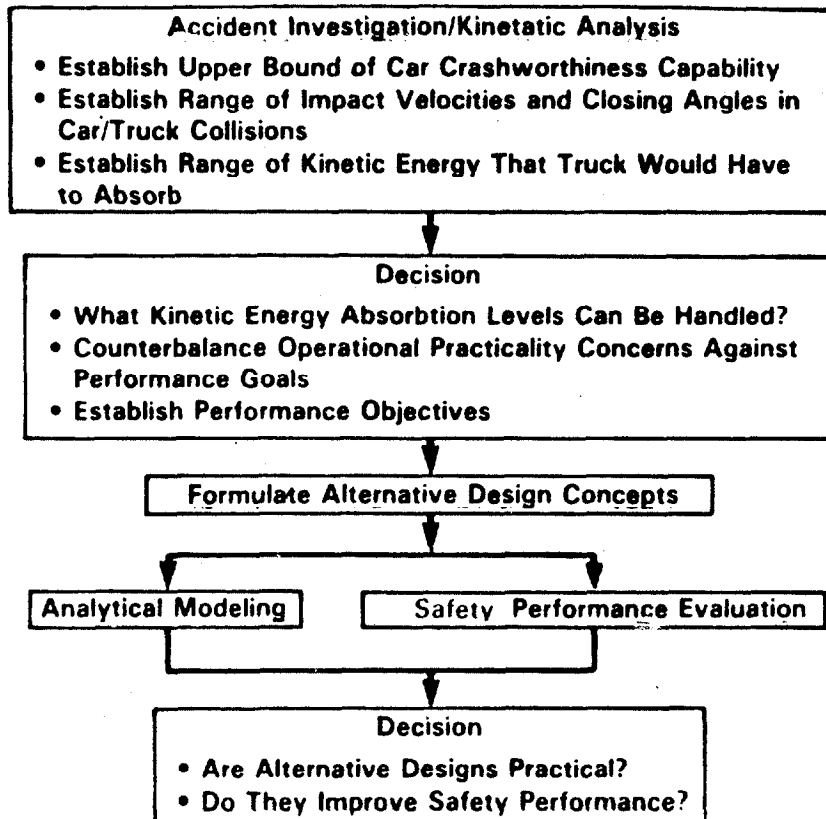 Accident Investigation/Kinetatic Analysis
• Establish Upper Bound of Car Crashworthiness Capability
• Establish Range of Impact Velocities and Closing Angles in
Car/Truck Collisions
• Establish Range of Kinetic Energy That Truck Would Have
to Absorb
Decision
• What Kinetic Energy Absorbtion Levels Can Be Handled?
• Counterbalance Operational Practicality Concerns Against
Performance Goals
• Establish Performance Objectives
Formulate Alternative Design Concepts
Analytical Modeling
Safety Performance Evaluation
Decision
• Are Alternative Designs Practical?
• Do They Improve Safety Performance?